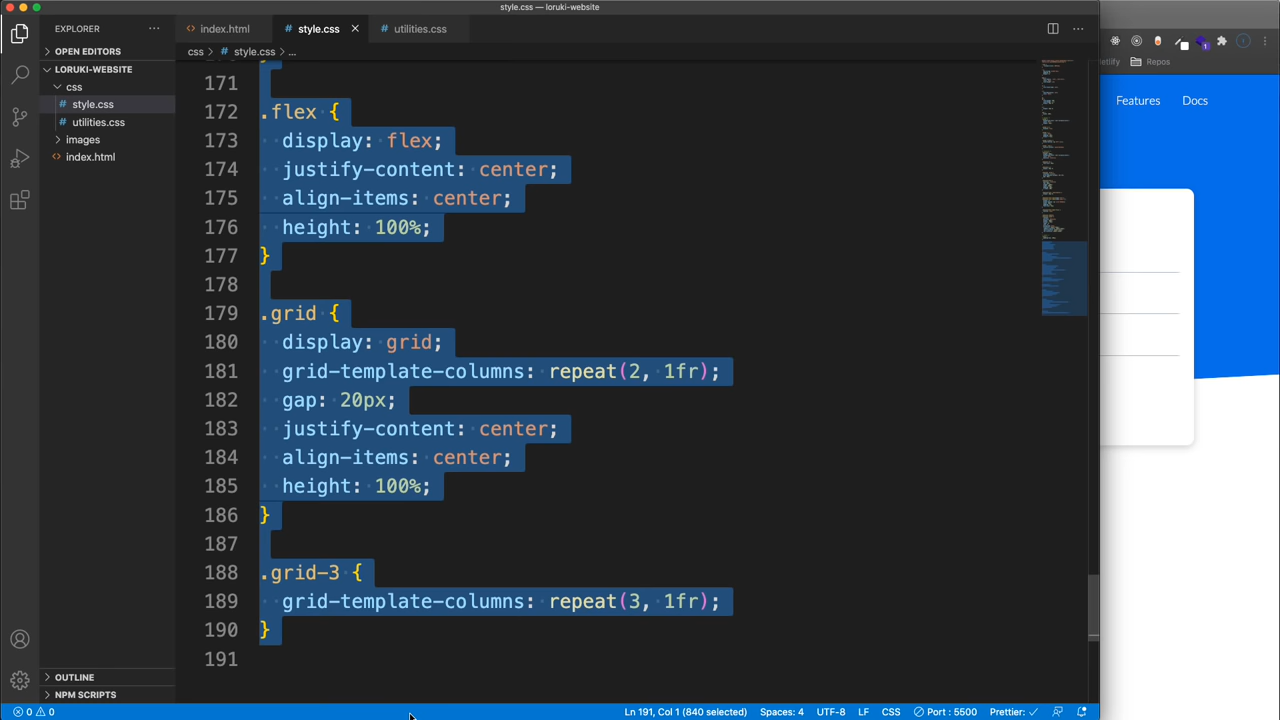 style.css — loruki-website
EXPLORER
index.html
style.css
utilities.css
OPEN EDITORS
css
style.css
...
LORUKI-WEBSITE
css
style.css
utilities.css
images
index.html
171
172 .flex {
173 display: flex;
174 justify-content: center;
175 align-items: center;
176 height: 100%;
177 }
178
179 .grid {
180 display: grid;
181 grid-template-columns: repeat(2, 1fr);
182 gap: 20px;
183 justify-content: center;
184 align-items: center;
185 height: 100%;
186 }
187
188 .grid-3 {
189 grid-template-columns: repeat(3, 1fr);
190 }
191
Repos
Features Docs
OUTLINE
NPM SCRIPTS
0 0
Ln 191, Col 1 (840 selected) Spaces: 4 UTF-8 LF CSS Port : 5500 Prettier: ✓